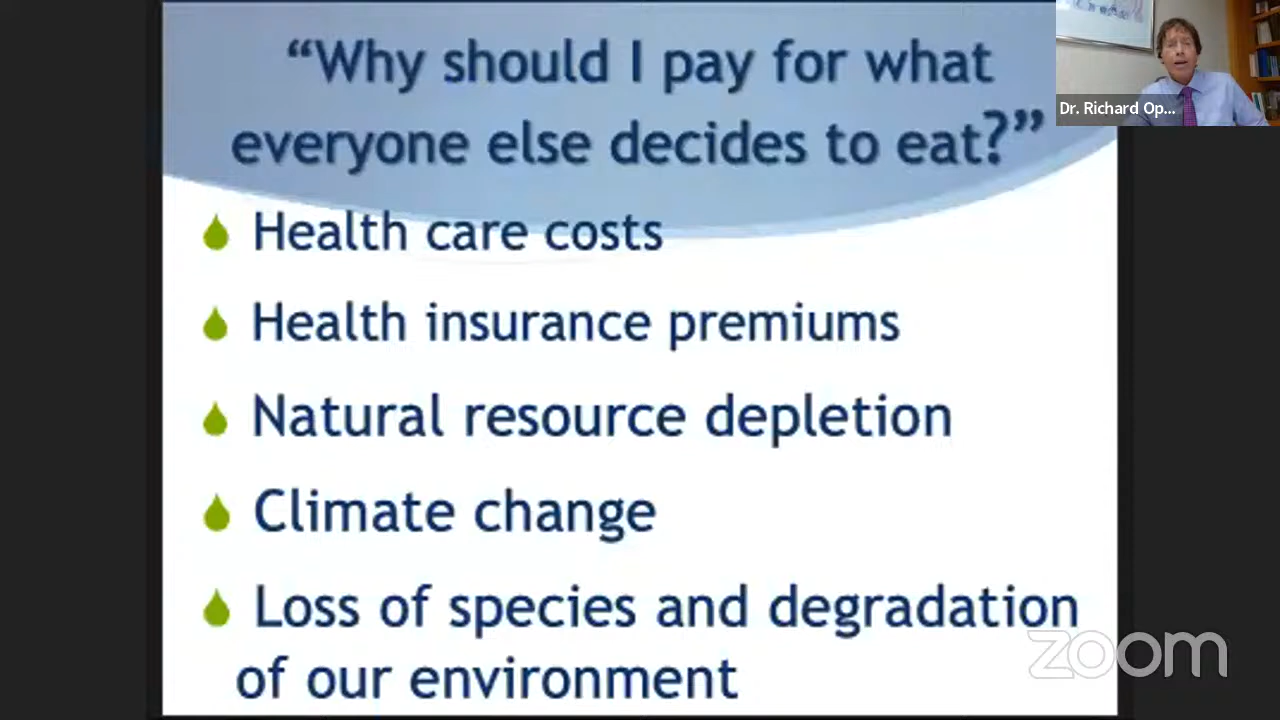 “Why should I pay for what
everyone else decides to eat?”
Health care costs
Health insurance premiums
Natural resource depletion
Climate change
Loss of species and degradation
of our environment
Dr. Richard Op...
zoom